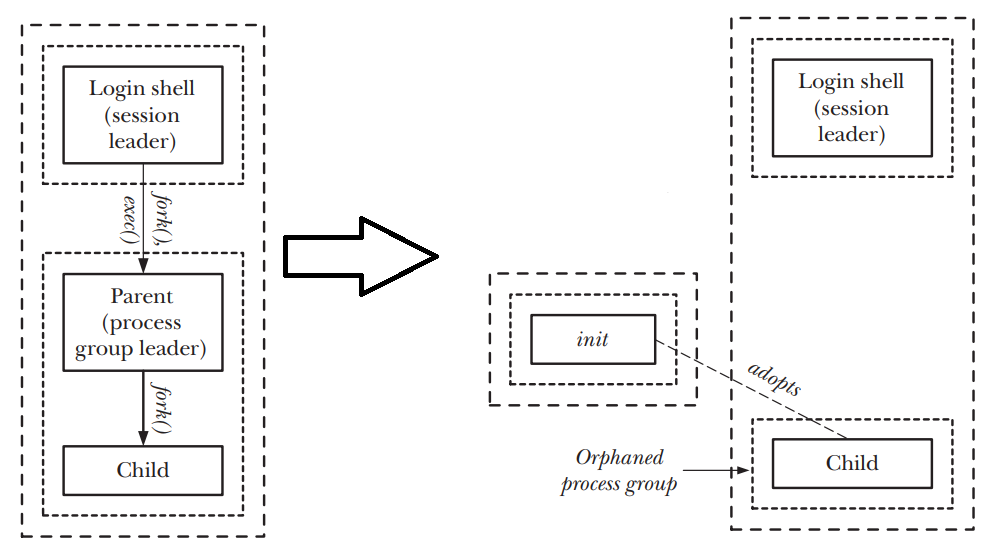 Login shell
(session
leader)
fork(),
exec()
Parent
(process
group leader)
fork()
Child
Login shell
(session
leader)
init
adopts
Orphaned
process group
Child